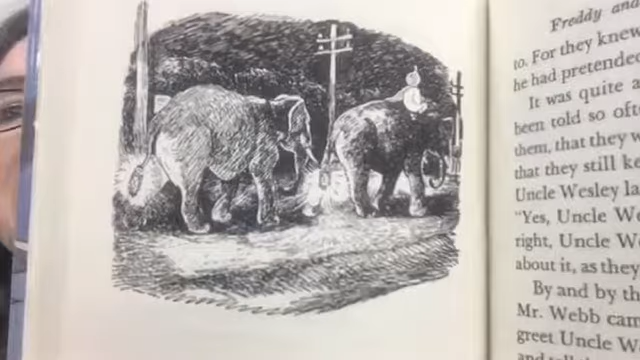 Freddy and
to. For they knew
he had pretended
It was quite a
been told so oft
them, that they w
that they still k
Uncle Wesley la
"Yes, Uncle We
right, Uncle W
about it, as they
By and by th
Mr. Webb cam
greet Uncle W
and